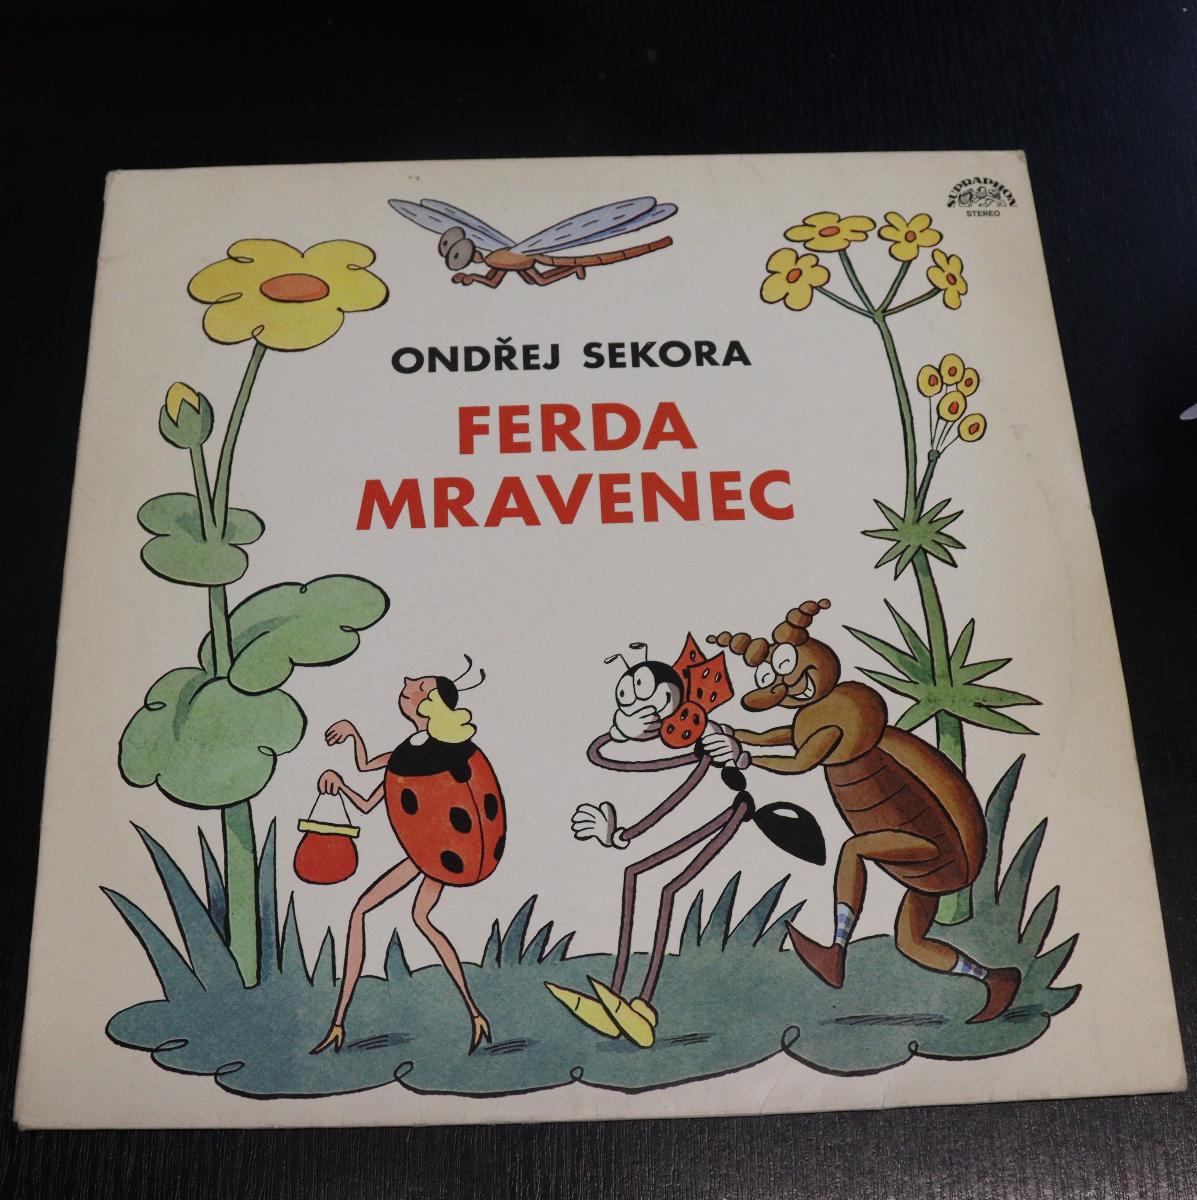 SUPRAPHON
STEREO
ONDŘEJ SEKORA
FERDA
MRAVENEC